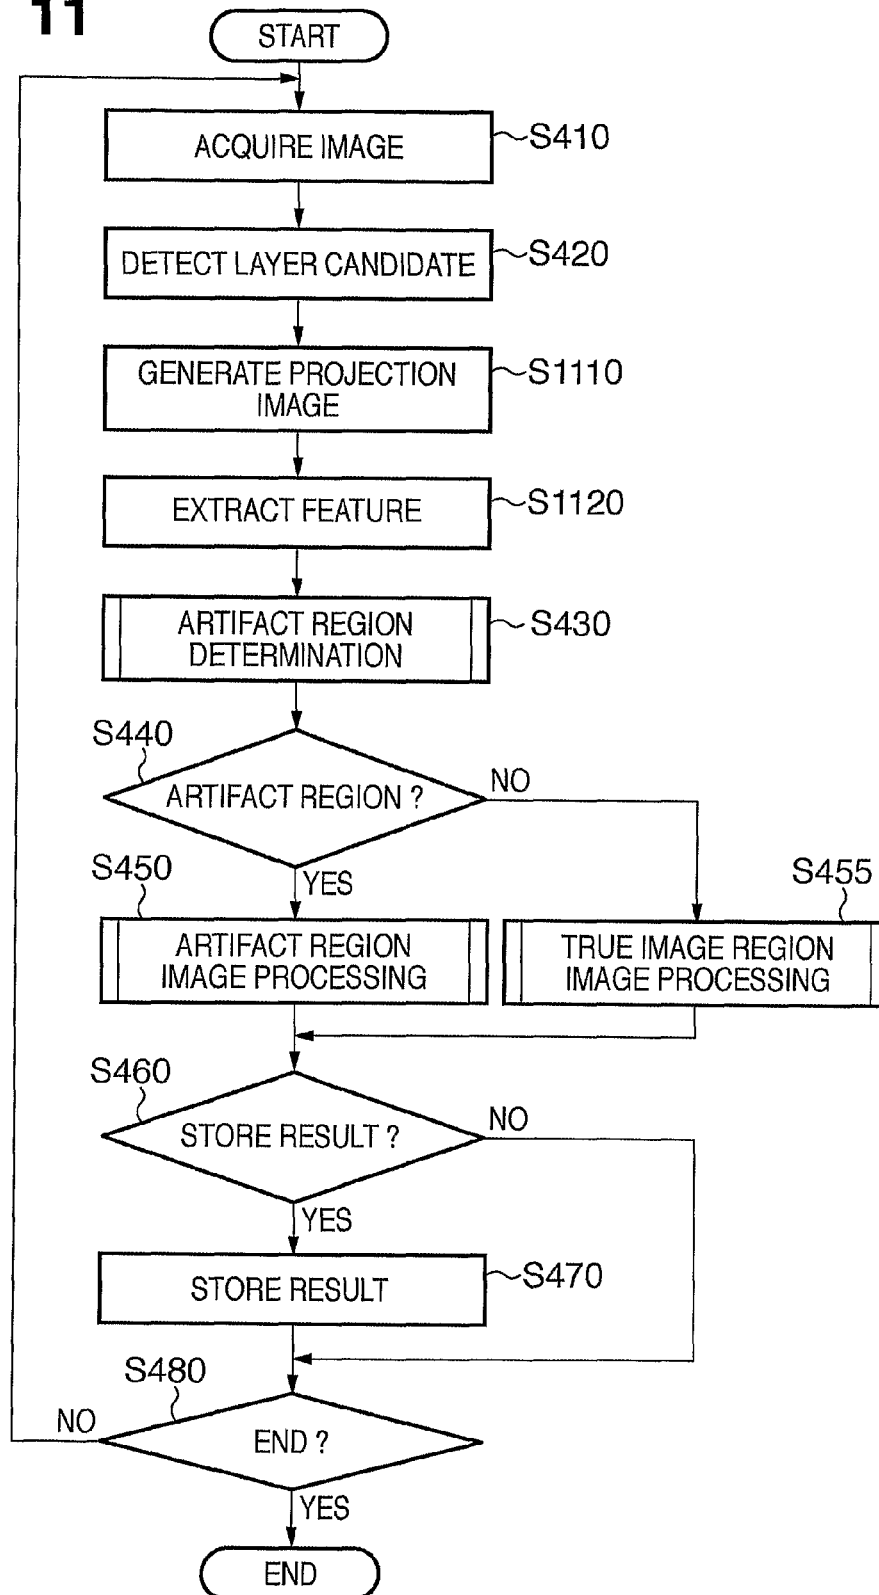 11
START
ACQUIRE IMAGE
S410
DETECT LAYER CANDIDATE
S420
GENERATE PROJECTION
IMAGE
S1110
EXTRACT FEATURE
S1120
ARTIFACT REGION
DETERMINATION
S430
S440
ARTIFACT REGION ?
NO
YES
S450
ARTIFACT REGION
IMAGE PROCESSING
S455
TRUE IMAGE REGION
IMAGE PROCESSING
S460
STORE RESULT ?
NO
YES
STORE RESULT
S470
S480
END ?
NO
YES
END